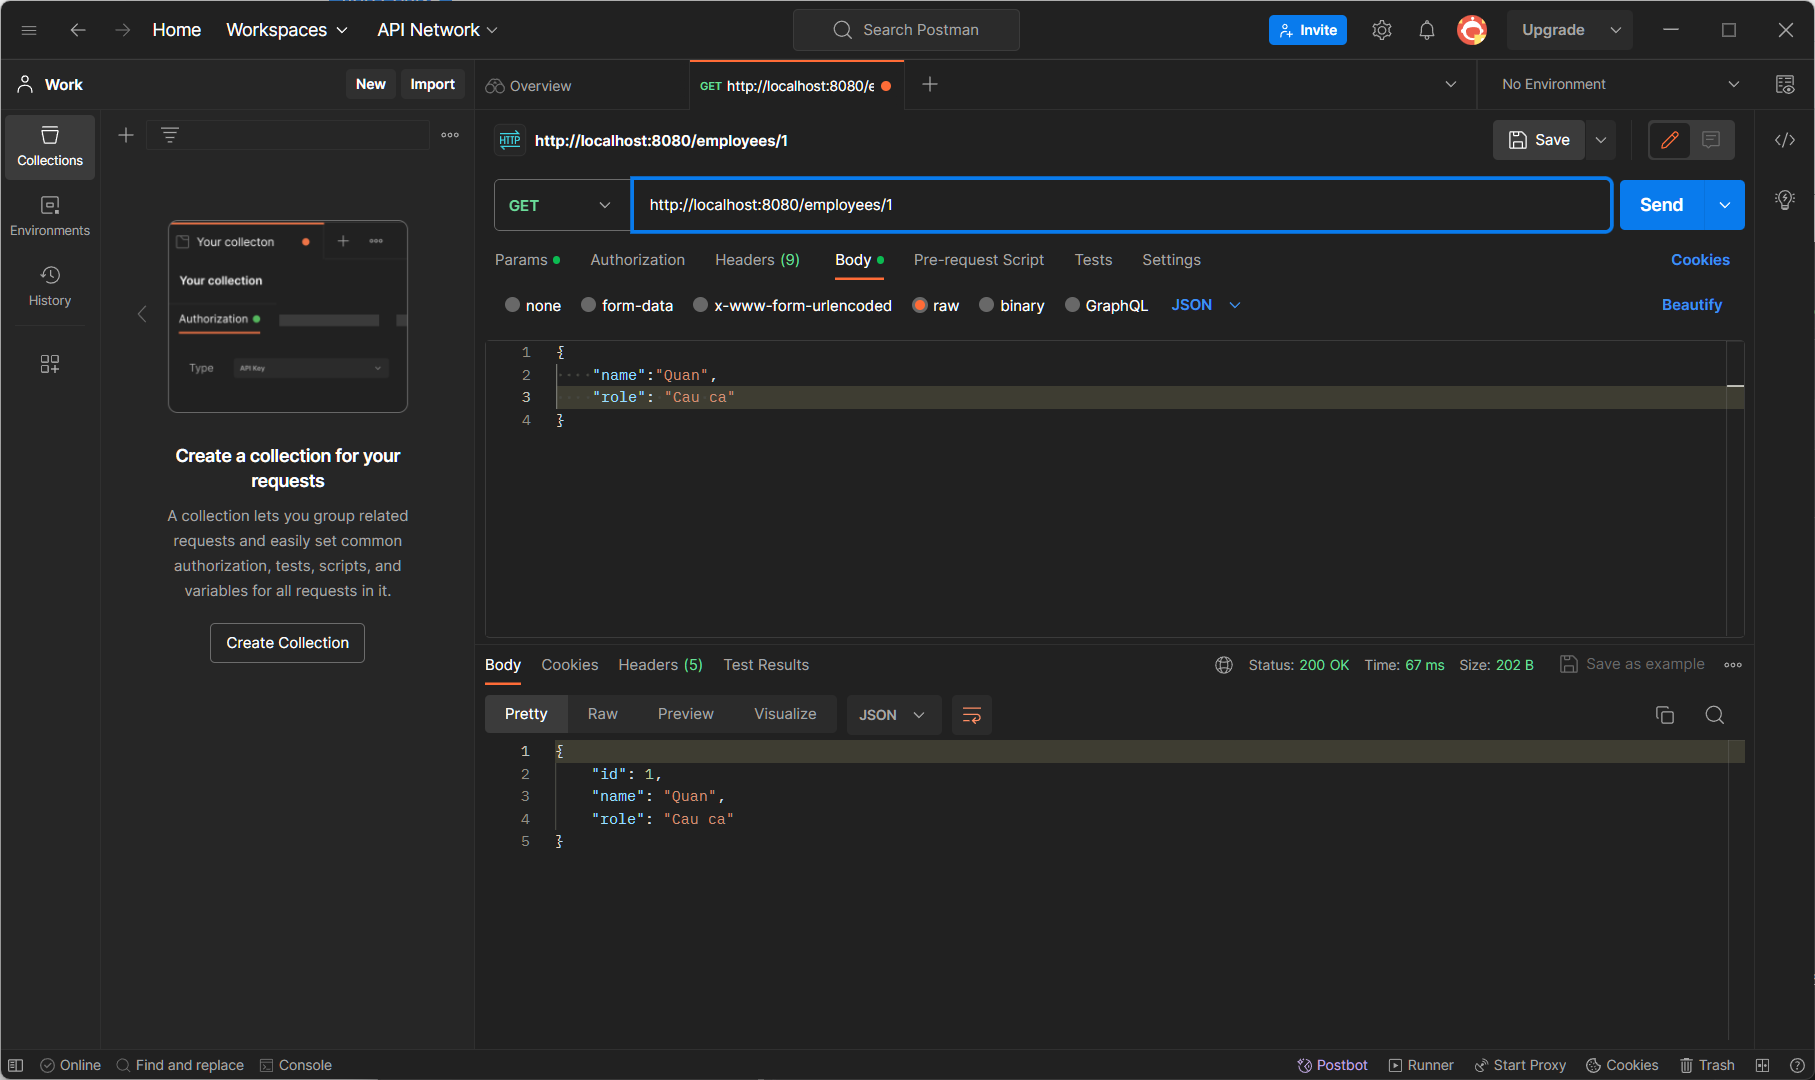 Home Workspaces API Network Search Postman Invite Upgrade
Work New Import Overview GET http://localhost:8080/e No Environment
Collections
Environments
History
Your collecton
Your collection
Authorization
Type API Key
Create a collection for your
requests
A collection lets you group related
requests and easily set common
authorization, tests, scripts, and
variables for all requests in it.
Create Collection
HTTP http://localhost:8080/employees/1 Save
GET http://localhost:8080/employees/1 Send
Params Authorization Headers (9) Body Pre-request Script Tests Settings Cookies
none form-data x-www-form-urlencoded raw binary GraphQL JSON Beautify
1 {
2 "name":"Quan",
3 "role": "Cau ca"
4 }
Body Cookies Headers (5) Test Results Status: 200 OK Time: 67 ms Size: 202 B Save as example
Pretty Raw Preview Visualize JSON
1 {
2 "id": 1,
3 "name": "Quan",
4 "role": "Cau ca"
5 }
Online Find and replace Console Postbot Runner Start Proxy Cookies Trash